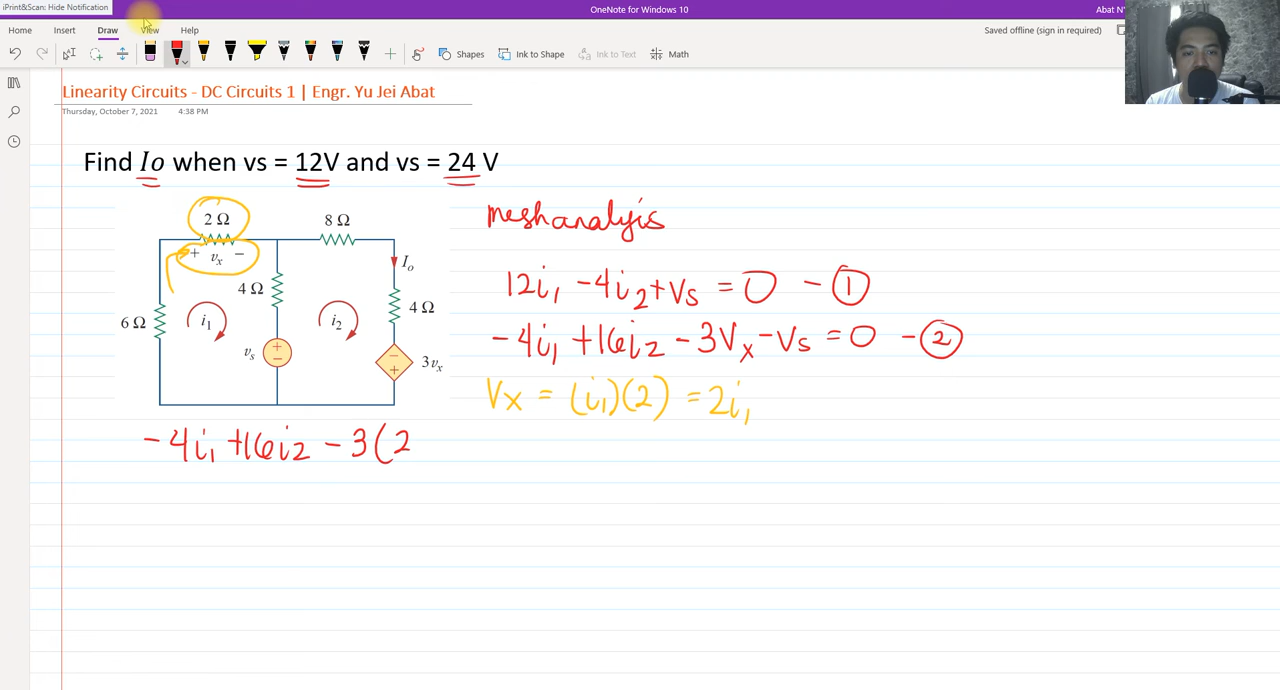 iPrint&Scan: Hide Notification
OneNote for Windows 10
Abat N'
Home Insert Draw View Help
Saved offline (sign in required)
Shapes Ink to Shape Ink to Text Math
Linearity Circuits - DC Circuits 1 | Engr. Yu Jei Abat
Thursday, October 7, 2021 4:38 PM
Find Io when vs = 12V and vs = 24 V
meshanalyis
2 Ω 8 Ω
+ vx −
Io
4 Ω
4 Ω
6 Ω
i1 i2
vs + −
− + 3vx
12i1 - 4i2 + Vs = 0 - 1
- 4i1 + 16i2 - 3Vx - Vs = 0 - 2
Vx = (i1)(2) = 2i1
- 4i1 + 16i2 - 3(2